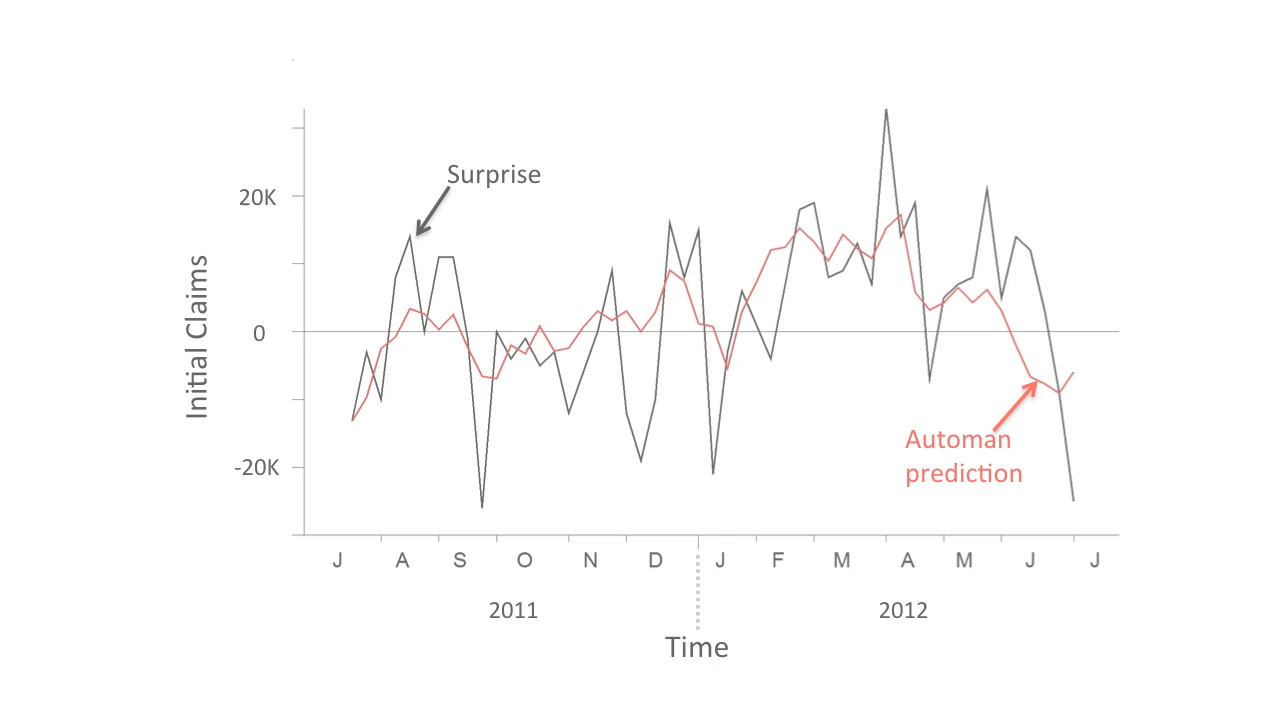 Surprise
20K
0
-20K
Initial Claims
Automan
prediction
J A S O N D J F M A M J J
2011 2012
Time